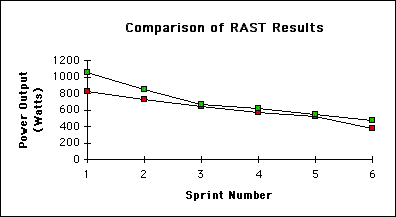 Comparison of RAST Results
Power Output
(Watts)
1200
1000
800
600
400
200
0
1 2 3 4 5 6
Sprint Number